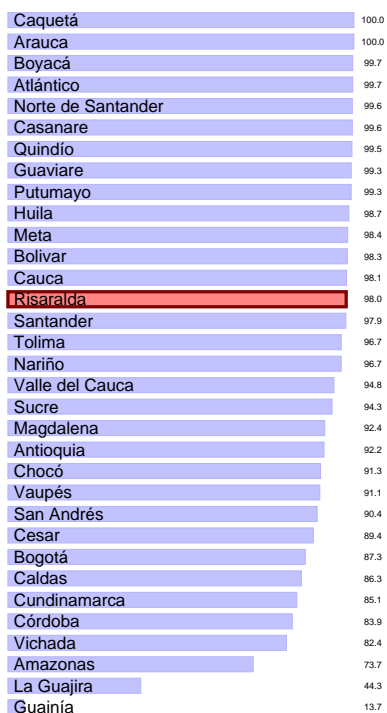 Caquetá 100.0
Arauca 100.0
Boyacá 99.7
Atlántico 99.7
Norte de Santander 99.6
Casanare 99.6
Quindío 99.5
Guaviare 99.3
Putumayo 99.3
Huila 98.7
Meta 98.4
Bolivar 98.3
Cauca 98.1
Risaralda 98.0
Santander 97.9
Tolima 96.7
Nariño 96.7
Valle del Cauca 94.8
Sucre 94.3
Magdalena 92.4
Antioquia 92.2
Chocó 91.3
Vaupés 91.1
San Andrés 90.4
Cesar 89.4
Bogotá 87.3
Caldas 86.3
Cundinamarca 85.1
Córdoba 83.9
Vichada 82.4
Amazonas 73.7
La Guajira 44.3
Guainía 13.7